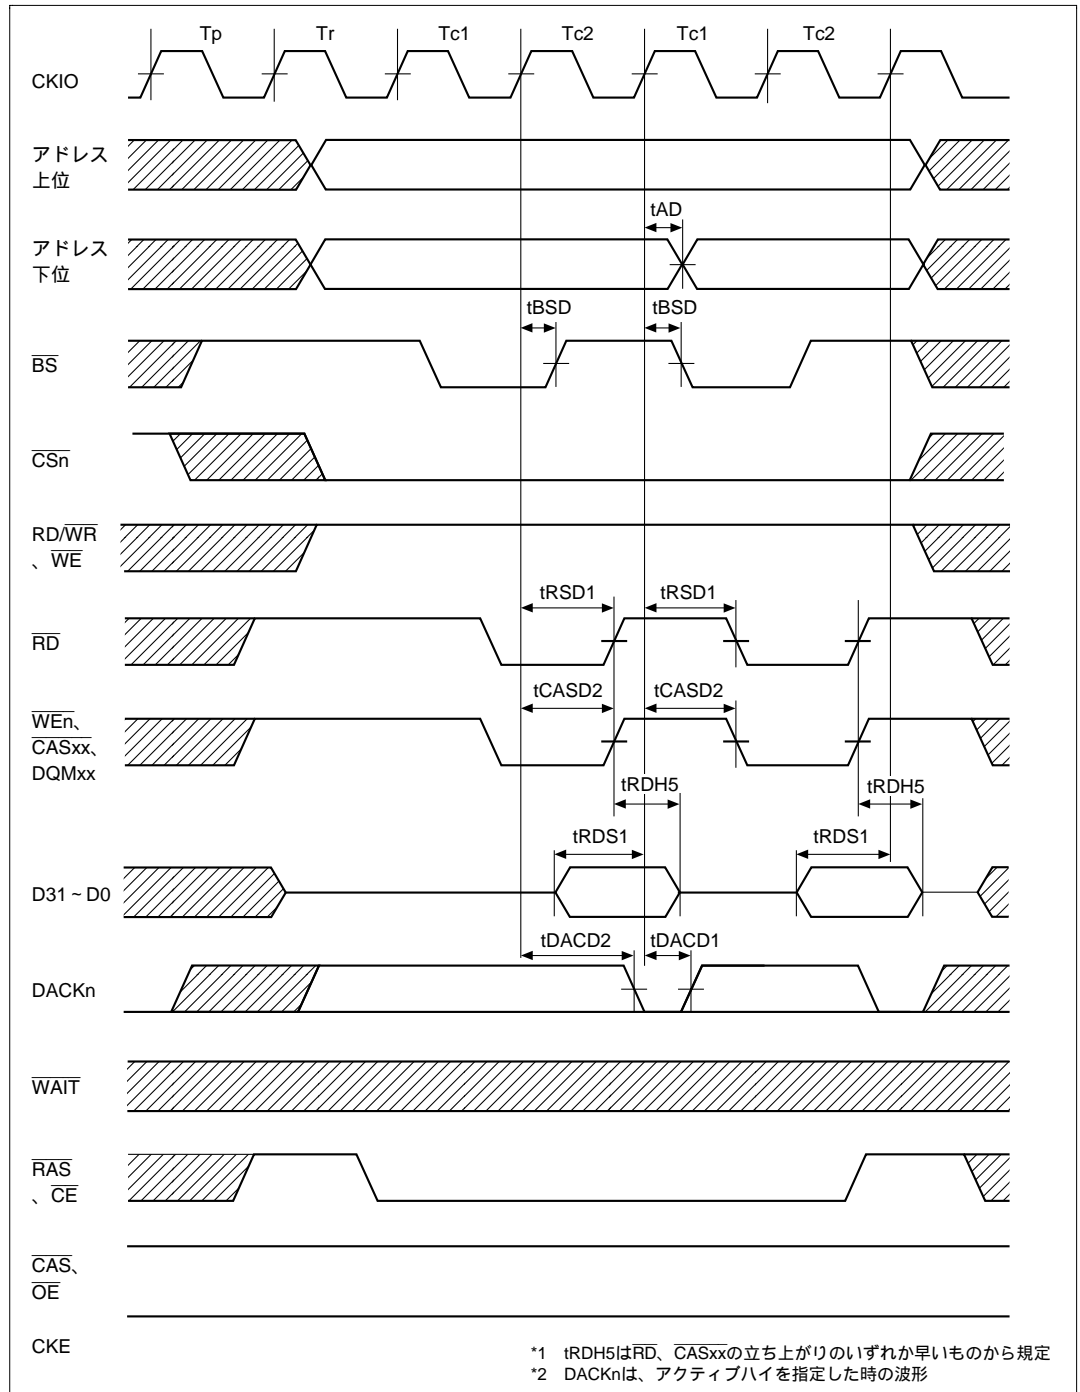 Tp Tr Tc1 Tc2 Tc1 Tc2
CKIO
アドレス
上位
tAD
アドレス
下位
tBSD tBSD
BS
CSn
RD/WR
、WE
tRSD1 tRSD1
RD
tCASD2 tCASD2
WEn、
CASxx、
DQMxx
tRDH5 tRDH5
tRDS1 tRDS1
D31 ~ D0
tDACD2 tDACD1
DACKn
WAIT
RAS
、CE
CAS、
OE
CKE
*1 tRDH5はRD、CASxxの立ち上がりのいずれか早いものから規定
*2 DACKnは、アクティブハイを指定した時の波形